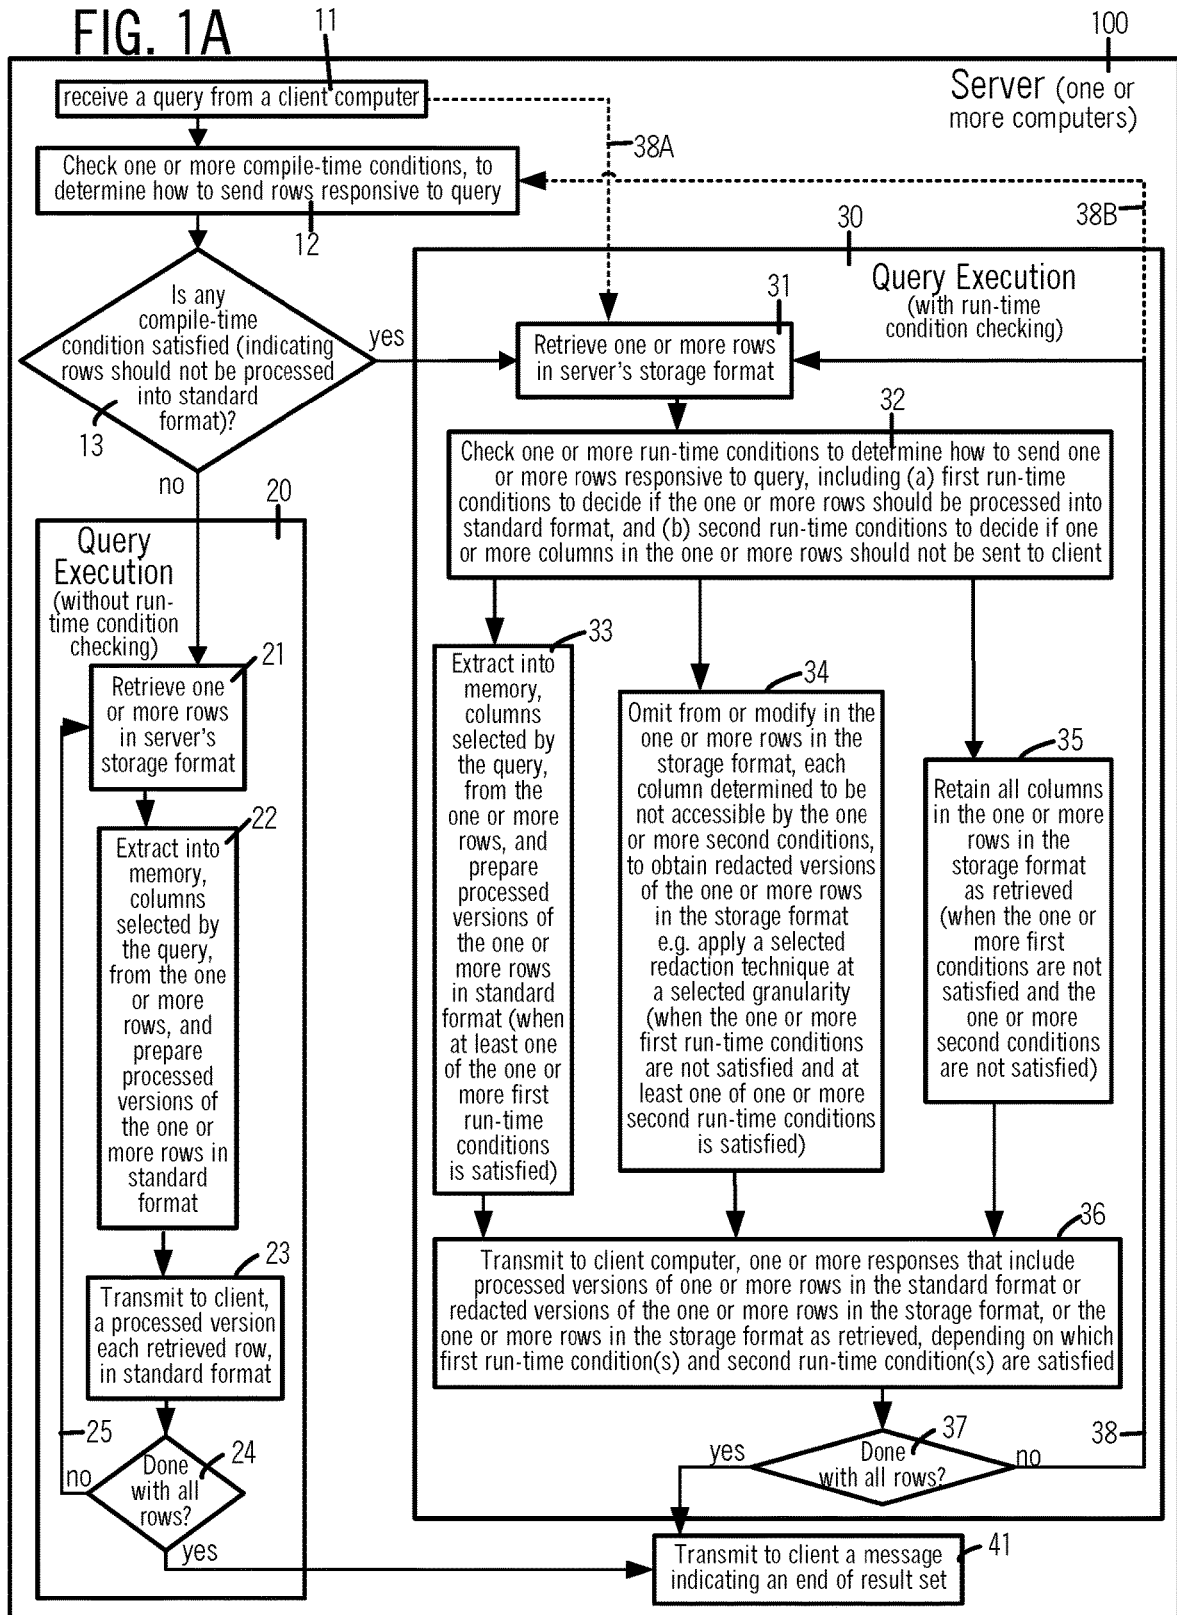 FIG. 1A
11
100
Server (one or
more computers)
receive a query from a client computer
38A
Check one or more compile-time conditions, to
determine how to send rows responsive to query
12
38B
30
Is any
compile-time
condition satisfied (indicating
rows should not be processed
into standard
format)?
13
yes
no
Query Execution
(with run-time
condition checking)
31
Retrieve one or more rows
in server's storage format
32
Check one or more run-time conditions to determine how to send one
or more rows responsive to query, including (a) first run-time
conditions to decide if the one or more rows should be processed into
standard format, and (b) second run-time conditions to decide if one
or more columns in the one or more rows should not be sent to client
20
Query
Execution
(without run-
time condition
checking)
21
Retrieve one
or more rows
in server's
storage format
22
Extract into
memory,
columns
selected by
the query,
from the one
or more
rows, and
prepare
processed
versions of
the one or
more rows in
standard
format
23
Transmit to client,
a processed version
each retrieved row,
in standard format
25
24
no
Done
with all
rows?
yes
33
Extract into
memory,
columns
selected by
the query,
from the
one or more
rows, and
prepare
processed
versions of
the one or
more rows
in standard
format (when
at least one
of the one or
more first
run-time
conditions
is satisfied)
34
Omit from or modify in the
one or more rows in the
storage format, each
column determined to be
not accessible by the one
or more second conditions,
to obtain redacted versions
of the one or more rows
in the storage format
e.g. apply a selected
redaction technique at
a selected granularity
(when the one or more
first run-time conditions
are not satisfied and at
least one of one or more
second run-time conditions
is satisfied)
35
Retain all columns
in the one or more
rows in the
storage format
as retrieved
(when the one or
more first
conditions are not
satisfied and the
one or more
second conditions
are not satisfied)
36
Transmit to client computer, one or more responses that include
processed versions of one or more rows in the standard format or
redacted versions of the one or more rows in the storage format, or the
one or more rows in the storage format as retrieved, depending on which
first run-time condition(s) and second run-time condition(s) are satisfied
37
38
yes
Done
with all rows?
no
41
Transmit to client a message
indicating an end of result set